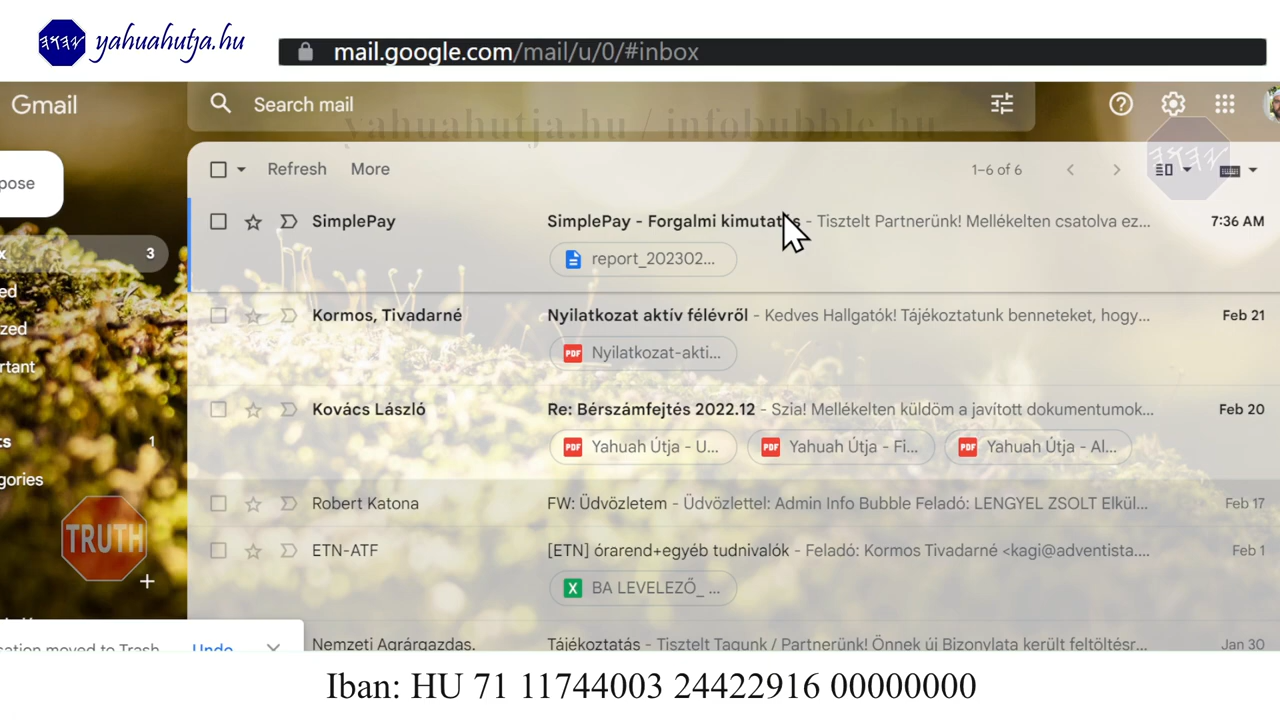 yahuahutja.hu
mail.google.com/mail/u/0/#inbox
Gmail
Search mail
yahuahutja.hu / infobubble.hu
pose
Refresh More 1–6 of 6
SimplePay SimplePay - Forgalmi kimutatás - Tisztelt Partnerünk! Mellékelten csatolva ez... 7:36 AM
x 3
report_202302...
ed
Kormos, Tivadarné Nyilatkozat aktív félévről - Kedves Hallgatók! Tájékoztatunk benneteket, hogy... Feb 21
zed
Nyilatkozat-akti...
rtant
Kovács László Re: Bérszámfejtés 2022.12 - Szia! Mellékelten küldöm a javított dokumentumok... Feb 20
ts 1
Yahuah Útja - U... Yahuah Útja - Fi... Yahuah Útja - Al...
gories
Robert Katona FW: Üdvözletem - Üdvözlettel: Admin Info Bubble Feladó: LENGYEL ZSOLT Elkül... Feb 17
TRUTH
ETN-ATF [ETN] órarend+egyéb tudnivalók - Feladó: Kormos Tivadarné <kagi@adventista.... Feb 1
BA LEVELEZŐ_ ...
Nemzeti Agrárgazdas. Tájékoztatás - Tisztelt Tagunk / Partnerünk! Önnek új Bizonylata került feltöltésr... Jan 30
sation moved to Trash Undo
Iban: HU 71 11744003 24422916 00000000